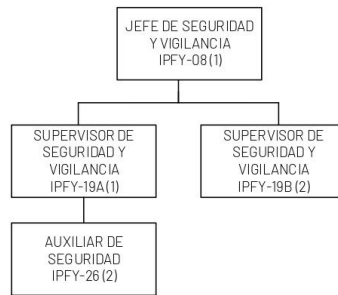 JEFE DE SEGURIDAD
Y VIGILANCIA
IPFY-08 (1)
SUPERVISOR DE
SEGURIDAD Y
VIGILANCIA
IPFY-19A (1)
SUPERVISOR DE
SEGURIDAD Y
VIGILANCIA
IPFY-19B (2)
AUXILIAR DE
SEGURIDAD
IPFY-26 (2)